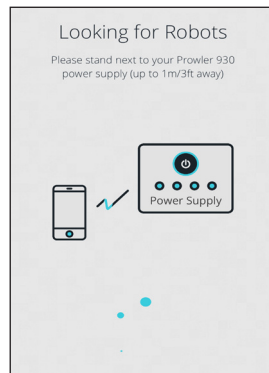 Looking for Robots
Please stand next to your Prowler 930
power supply (up to 1m/3ft away)
Power Supply